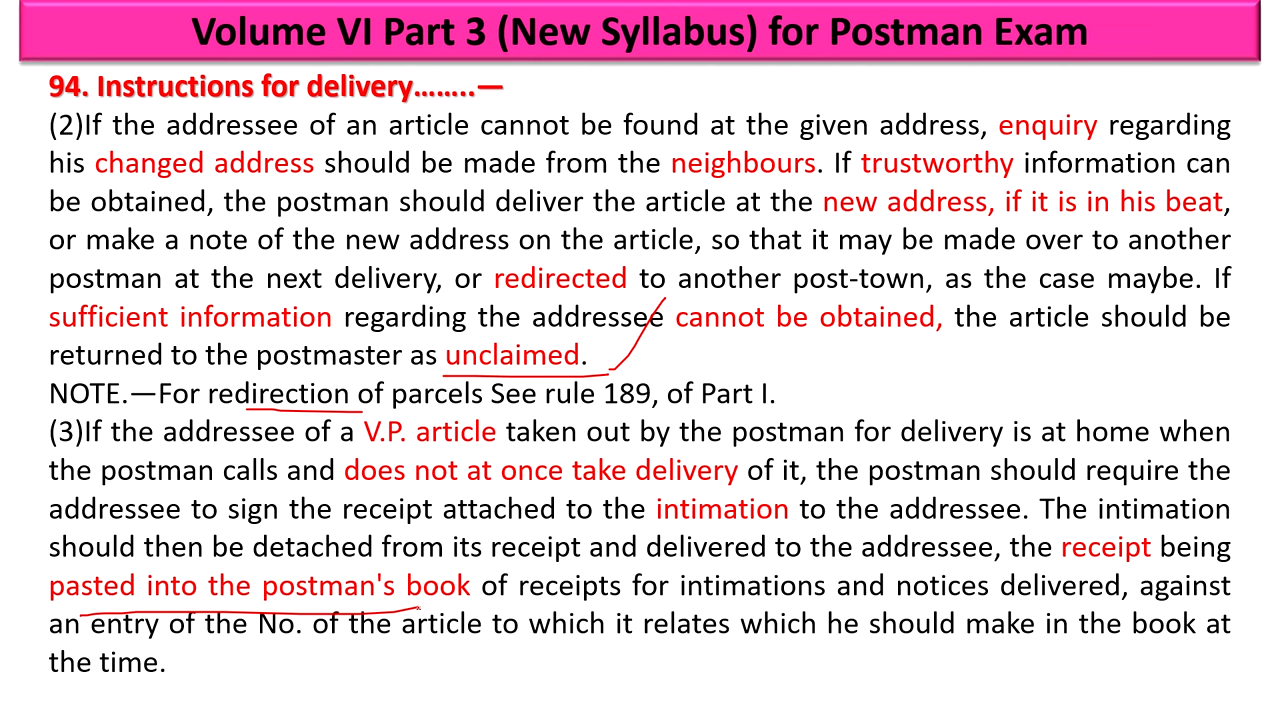 Volume VI Part 3 (New Syllabus) for Postman Exam
94. Instructions for delivery……..—
(2)If the addressee of an article cannot be found at the given address, enquiry regarding
his changed address should be made from the neighbours. If trustworthy information can
be obtained, the postman should deliver the article at the new address, if it is in his beat,
or make a note of the new address on the article, so that it may be made over to another
postman at the next delivery, or redirected to another post-town, as the case maybe. If
sufficient information regarding the addressee cannot be obtained, the article should be
returned to the postmaster as unclaimed.
NOTE.—For redirection of parcels See rule 189, of Part I.
(3)If the addressee of a V.P. article taken out by the postman for delivery is at home when
the postman calls and does not at once take delivery of it, the postman should require the
addressee to sign the receipt attached to the intimation to the addressee. The intimation
should then be detached from its receipt and delivered to the addressee, the receipt being
pasted into the postman's book of receipts for intimations and notices delivered, against
an entry of the No. of the article to which it relates which he should make in the book at
the time.